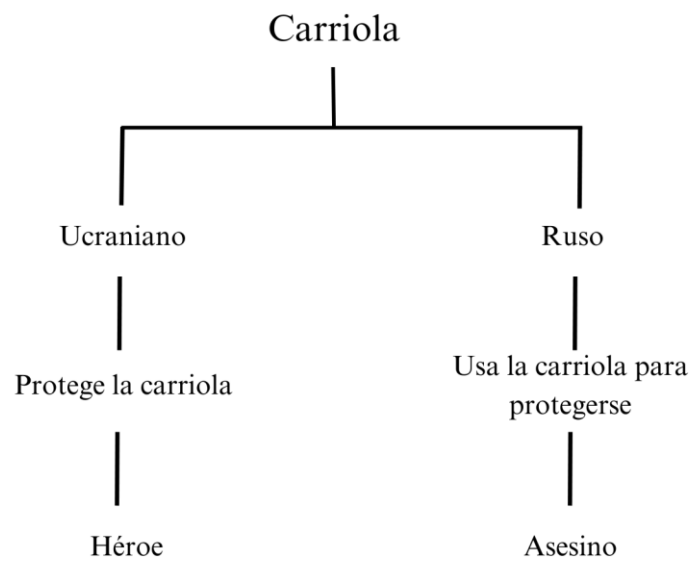 Carriola
Ucraniano
Ruso
Protege la carriola
Usa la carriola para
protegerse
Héroe
Asesino